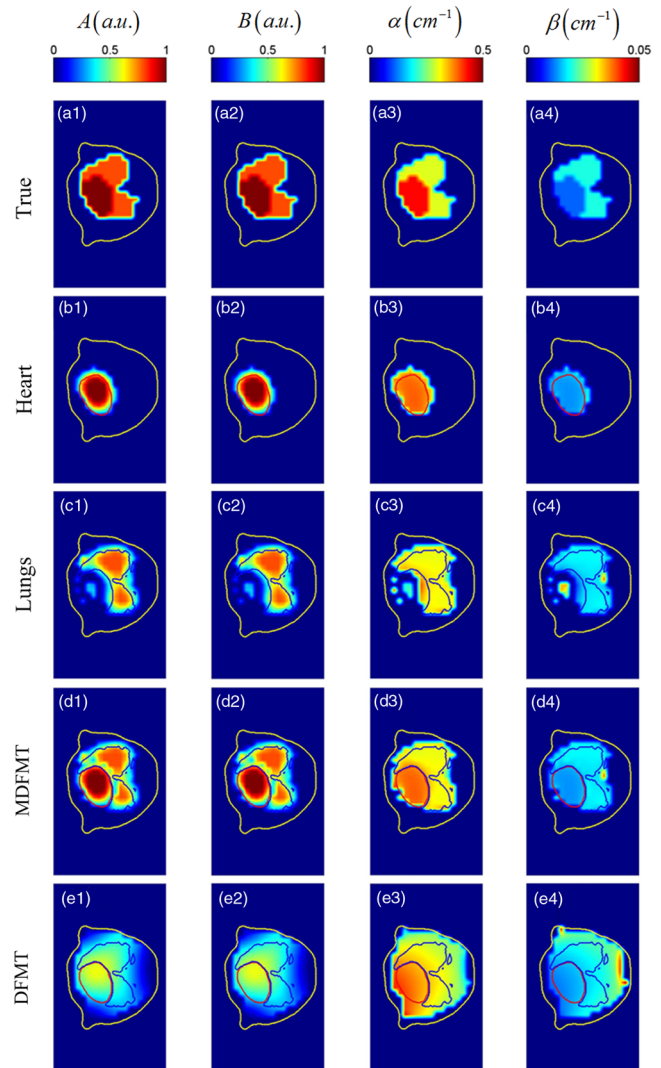 A (a.u.) B (a.u.) α (cm⁻¹) β (cm⁻¹)
0 0.5 1 0 0.5 1 0 0.5 0 0.05
True (a1) (a2) (a3) (a4)
Heart (b1) (b2) (b3) (b4)
Lungs (c1) (c2) (c3) (c4)
MDFMT (d1) (d2) (d3) (d4)
DFMT (e1) (e2) (e3) (e4)